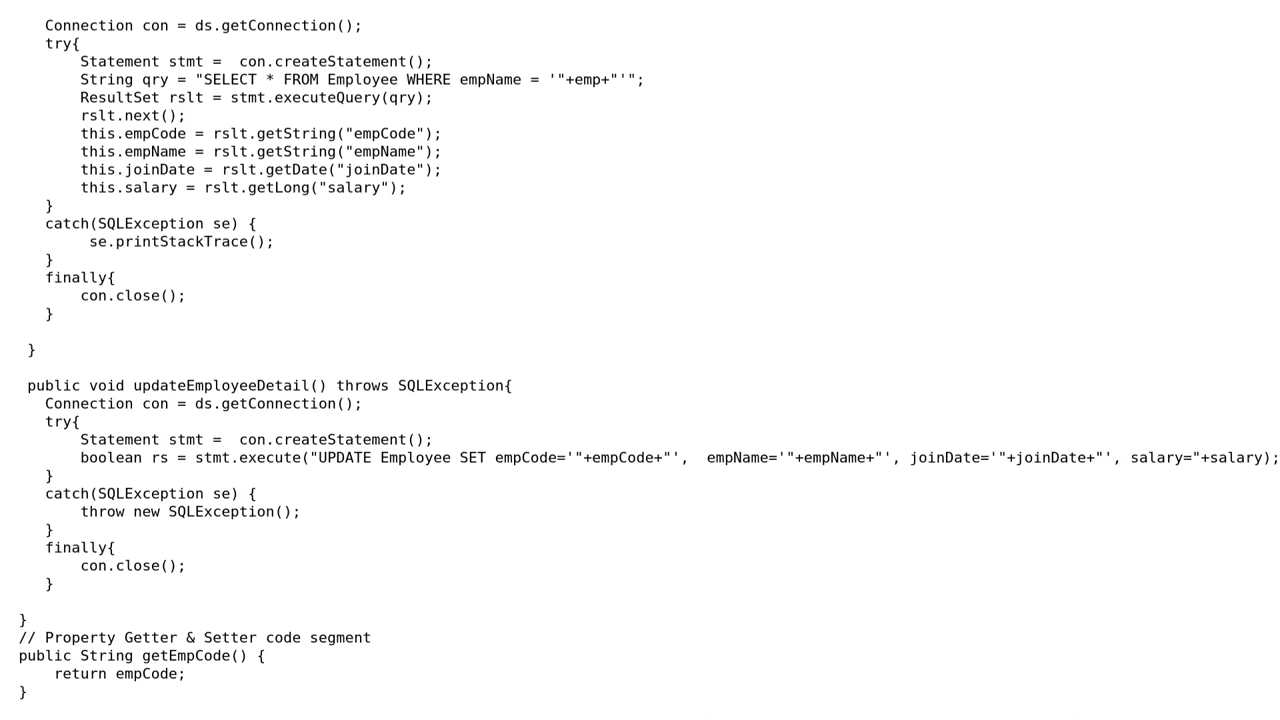 Connection con = ds.getConnection();
try{
Statement stmt =  con.createStatement();
String qry = "SELECT * FROM Employee WHERE empName = '"+emp+"'";
ResultSet rslt = stmt.executeQuery(qry);
rslt.next();
this.empCode = rslt.getString("empCode");
this.empName = rslt.getString("empName");
this.joinDate = rslt.getDate("joinDate");
this.salary = rslt.getLong("salary");
}
catch(SQLException se) {
se.printStackTrace();
}
finally{
con.close();
}
}
public void updateEmployeeDetail() throws SQLException{
Connection con = ds.getConnection();
try{
Statement stmt =  con.createStatement();
boolean rs = stmt.execute("UPDATE Employee SET empCode='"+empCode+"',  empName='"+empName+"', joinDate='"+joinDate+"', salary="+salary);
}
catch(SQLException se) {
throw new SQLException();
}
finally{
con.close();
}
}
// Property Getter & Setter code segment
public String getEmpCode() {
return empCode;
}